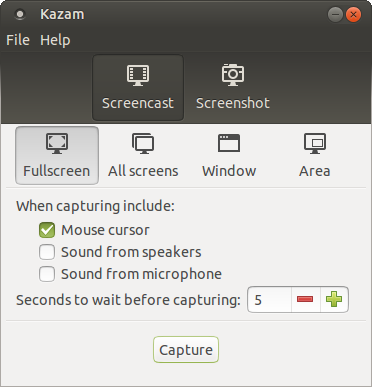 Kazam
File Help
Screencast Screenshot
Fullscreen All screens Window Area
When capturing include:
Mouse cursor
Sound from speakers
Sound from microphone
Seconds to wait before capturing: 5
Capture